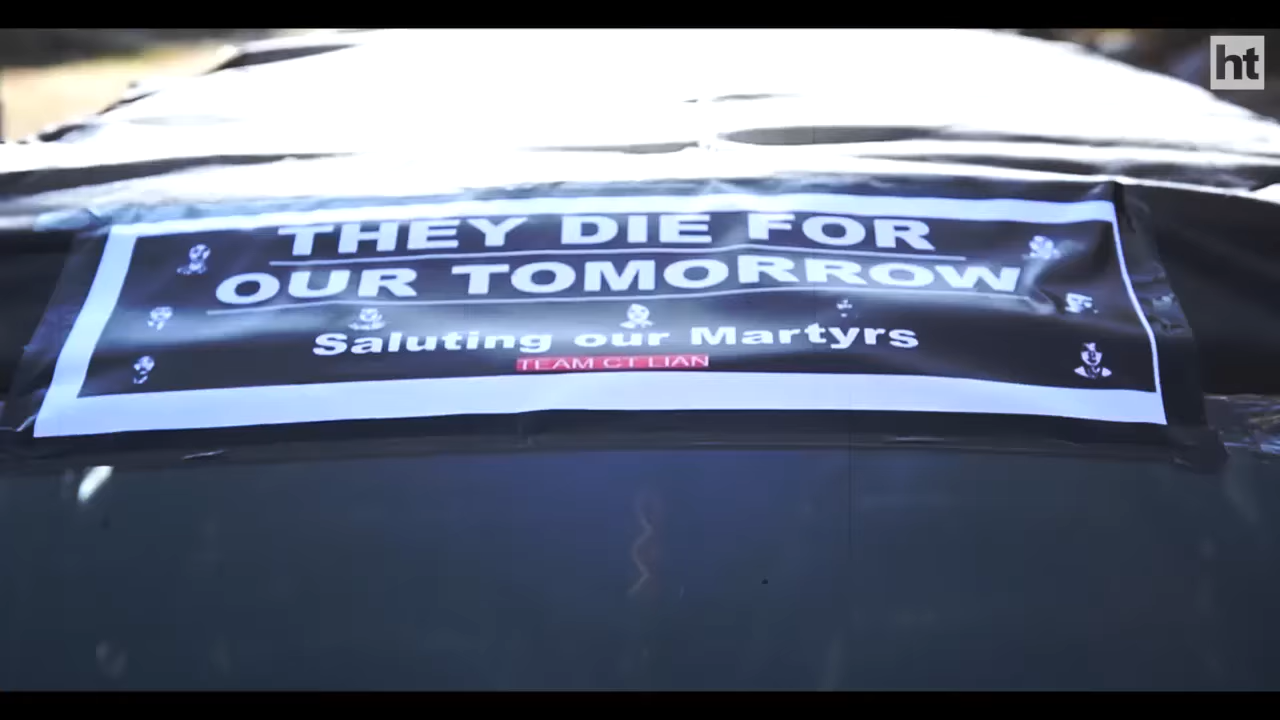 ht
THEY DIE FOR
OUR TOMORROW
Saluting our Martyrs
TEAM CT LIAN